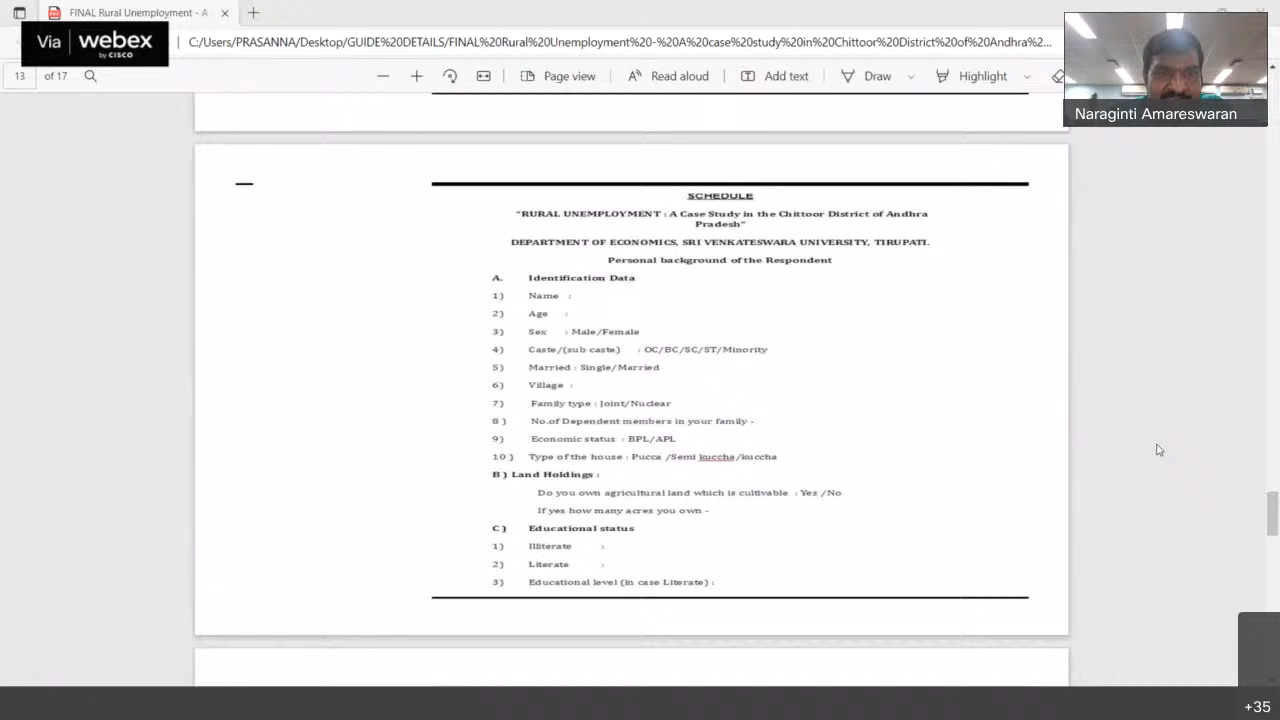 FINAL Rural Unemployment - A
Via webex
by CISCO
C:/Users/PRASANNA/Desktop/GUIDE%20DETAILS/FINAL%20Rural%20Unemployment%20-%20A%20case%20study%20in%20the%20Chittoor%20District%20of%20Andhra%2...
13 of 17
Page view
Read aloud
Add text
Draw
Highlight
Naraginti Amareswaran
SCHEDULE
"RURAL UNEMPLOYMENT : A Case Study in the Chittoor District of Andhra
Pradesh"
DEPARTMENT OF ECONOMICS, SRI VENKATESWARA UNIVERSITY, TIRUPATI.
Personal background of the Respondent
A. Identification Data
1) Name :
2) Age :
3) Sex : Male/Female
4) Caste/(sub caste) : OC/BC/SC/ST/Minority
5) Married : Single/Married
6) Village :
7) Family type : Joint/Nuclear
8 ) No.of Dependent members in your family -
9) Economic status : BPL/APL
10 ) Type of the house : Pucca /Semi kuccha/kuccha
B ) Land Holdings :
Do you own agricultural land which is cultivable : Yes /No
If yes how many acres you own -
C ) Educational status
1) Illiterate :
2) Literate :
3) Educational level (in case Literate) :
+35